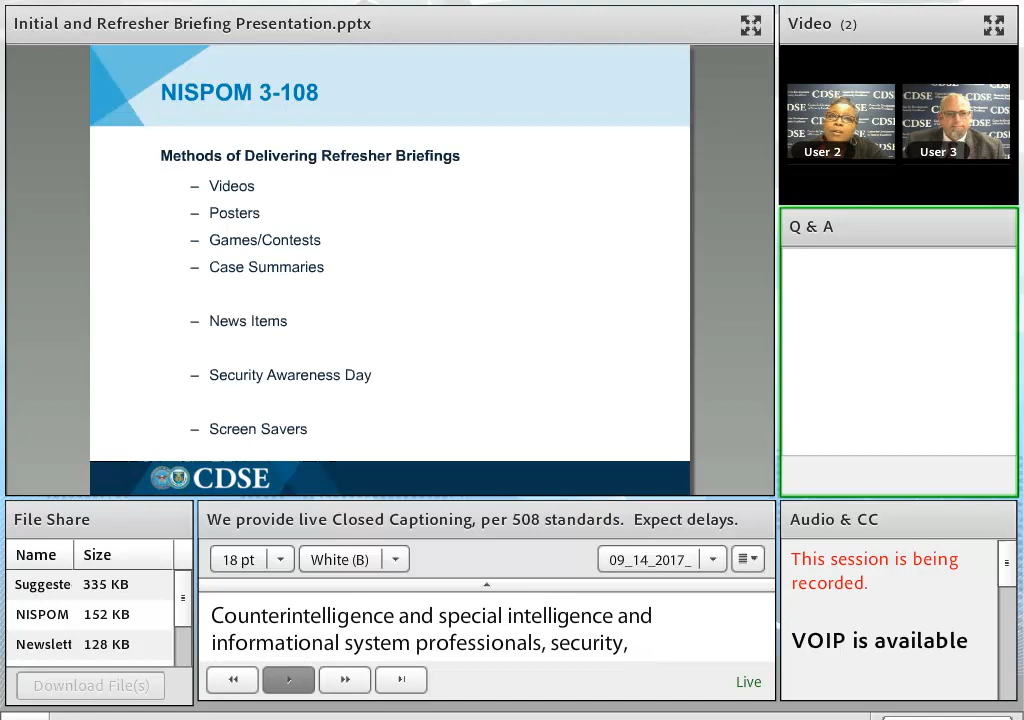 Initial and Refresher Briefing Presentation.pptx
NISPOM 3-108
Methods of Delivering Refresher Briefings
– Videos
– Posters
– Games/Contests
– Case Summaries
– News Items
– Security Awareness Day
– Screen Savers
CDSE
Video (2)
CDSE
CDSE
User 2
User 3
Q & A
File Share
Name Size
Suggeste 335 KB
NISPOM 152 KB
Newslett 128 KB
Download File(s)
We provide live Closed Captioning, per 508 standards. Expect delays.
18 pt
White (B)
09_14_2017_
Counterintelligence and special intelligence and
informational system professionals, security,
Live
Audio & CC
This session is being
recorded.
VOIP is available